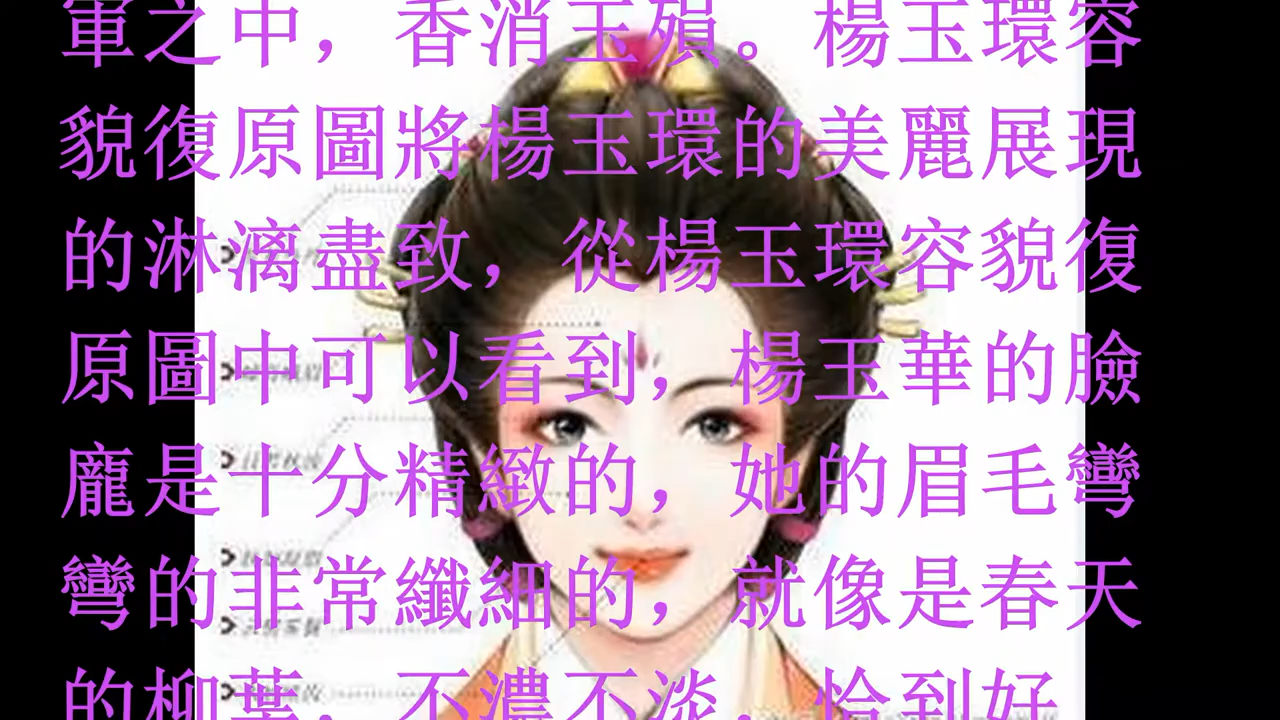 軍之中，香消玉殞。楊玉環容
貌復原圖將楊玉環的美麗展現
的淋漓盡致，從楊玉環容貌復
原圖中可以看到，楊玉華的臉
龐是十分精緻的，她的眉毛彎
彎的非常纖細的，就像是春天
的柳葉，不濃不淡，恰到好